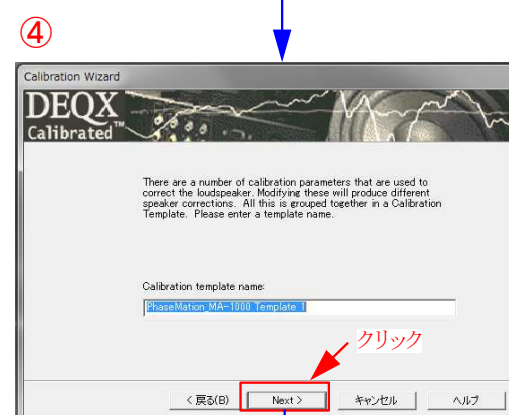 ④
Calibration Wizard
DEQX
Calibrated™
There are a number of calibration parameters that are used to
correct the loudspeaker. Modifying these will produce different
speaker corrections. All this is grouped together in a Calibration
Template. Please enter a template name.
Calibration template name:
PhaseMation_MA-1000 Template 1
クリック
< 戻る(B) Next > キャンセル ヘルプ